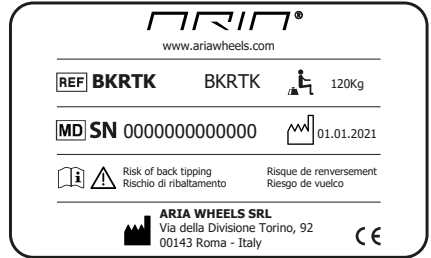 ARIA®
www.ariawheels.com
REF BKRTK BKRTK 120Kg
MD SN 0000000000000 01.01.2021
Risk of back tipping Risque de renversement
Rischio di ribaltamento Riesgo de vuelco
ARIA WHEELS SRL
Via della Divisione Torino, 92
00143 Roma - Italy CE